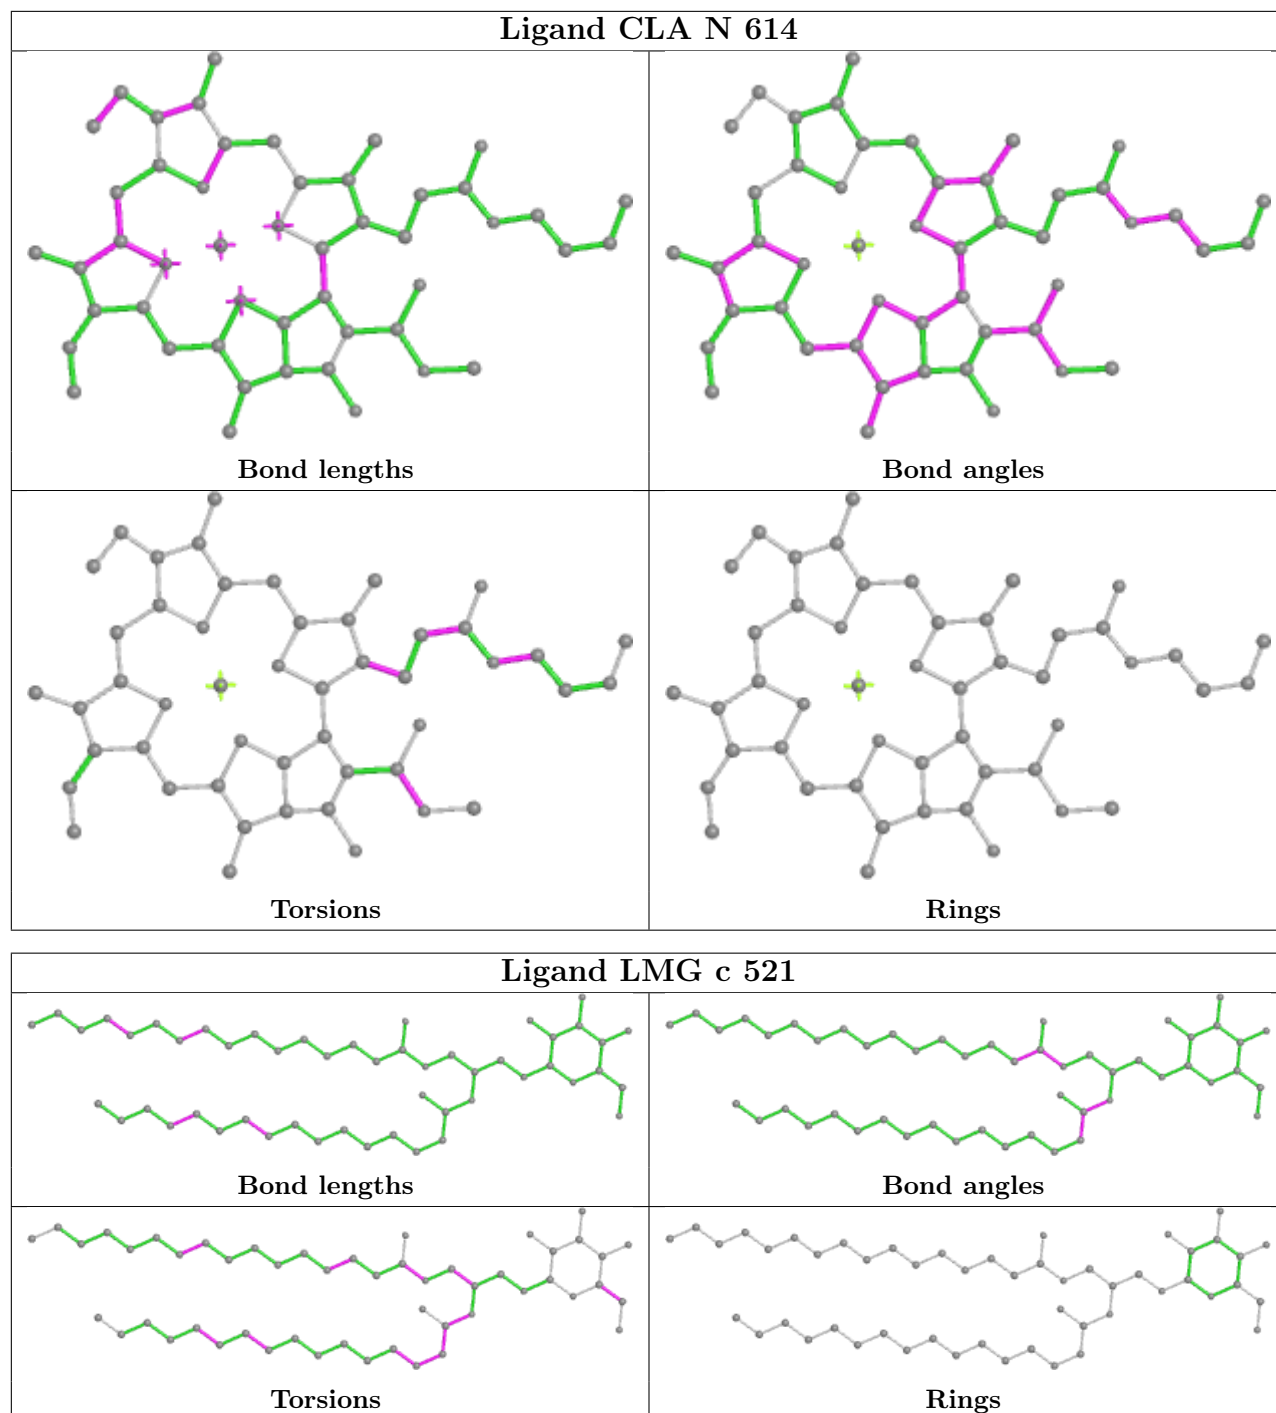 Ligand CLA N 614
Bond lengths
Bond angles
Torsions
Rings
Ligand LMG c 521
Bond lengths
Bond angles
Torsions
Rings